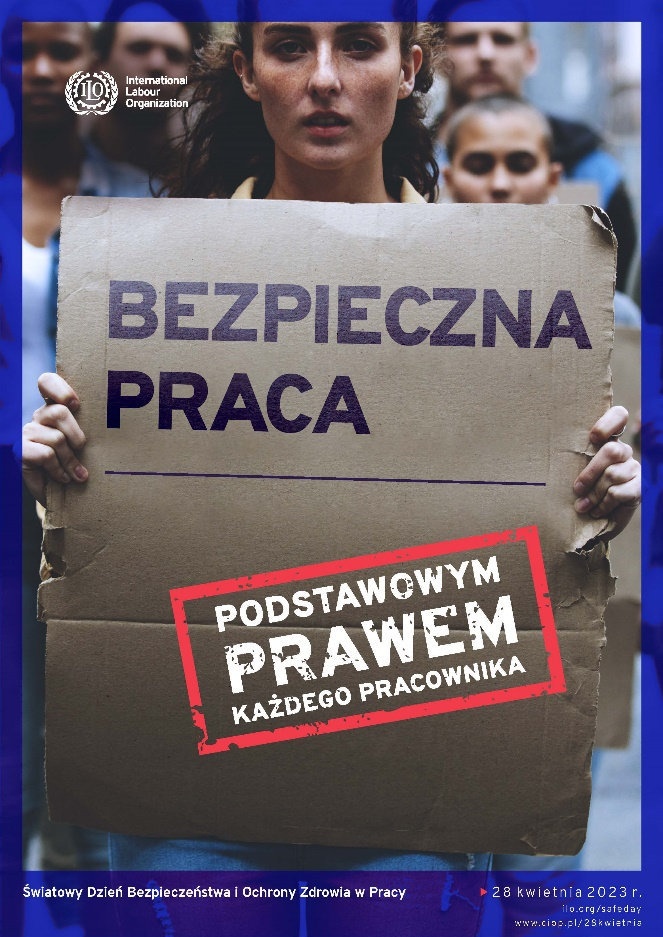 International
Labour
Organization
BEZPIECZNA
PRACA
PODSTAWOWYM
PRAWEM
KAŻDEGO PRACOWNIKA
Światowy Dzień Bezpieczeństwa i Ochrony Zdrowia w Pracy
28 kwietnia 2023 r.
ilo.org/safeday
www.ciop.pl/28kwietnia